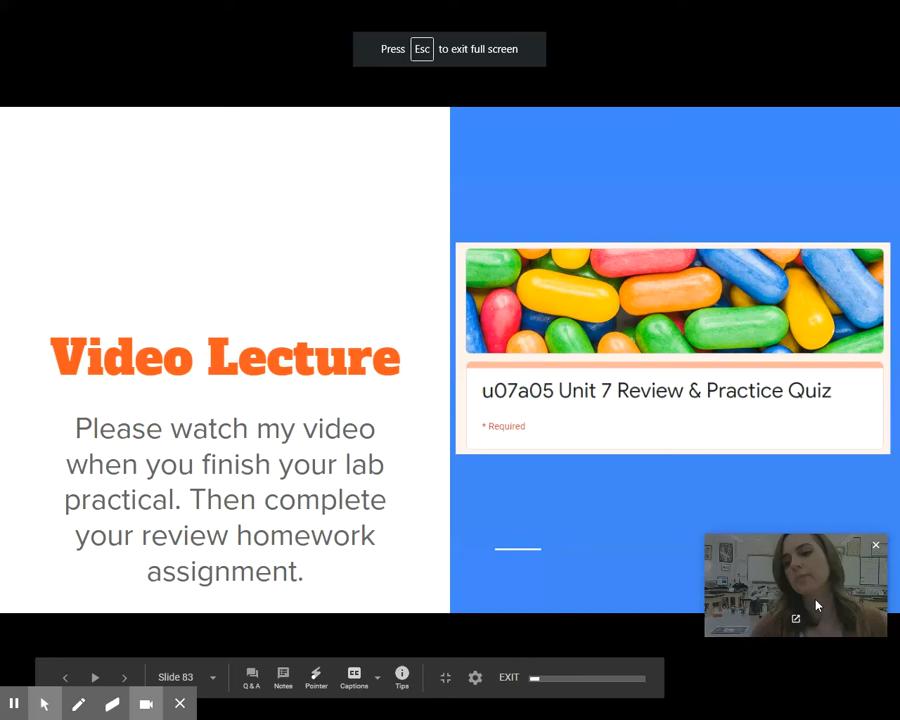 Press Esc to exit full screen
Video Lecture
Please watch my video
when you finish your lab
practical. Then complete
your review homework
assignment.
u07a05 Unit 7 Review & Practice Quiz
* Required
Slide 83
Q & A
Notes
Pointer
CC
Captions
Tips
EXIT